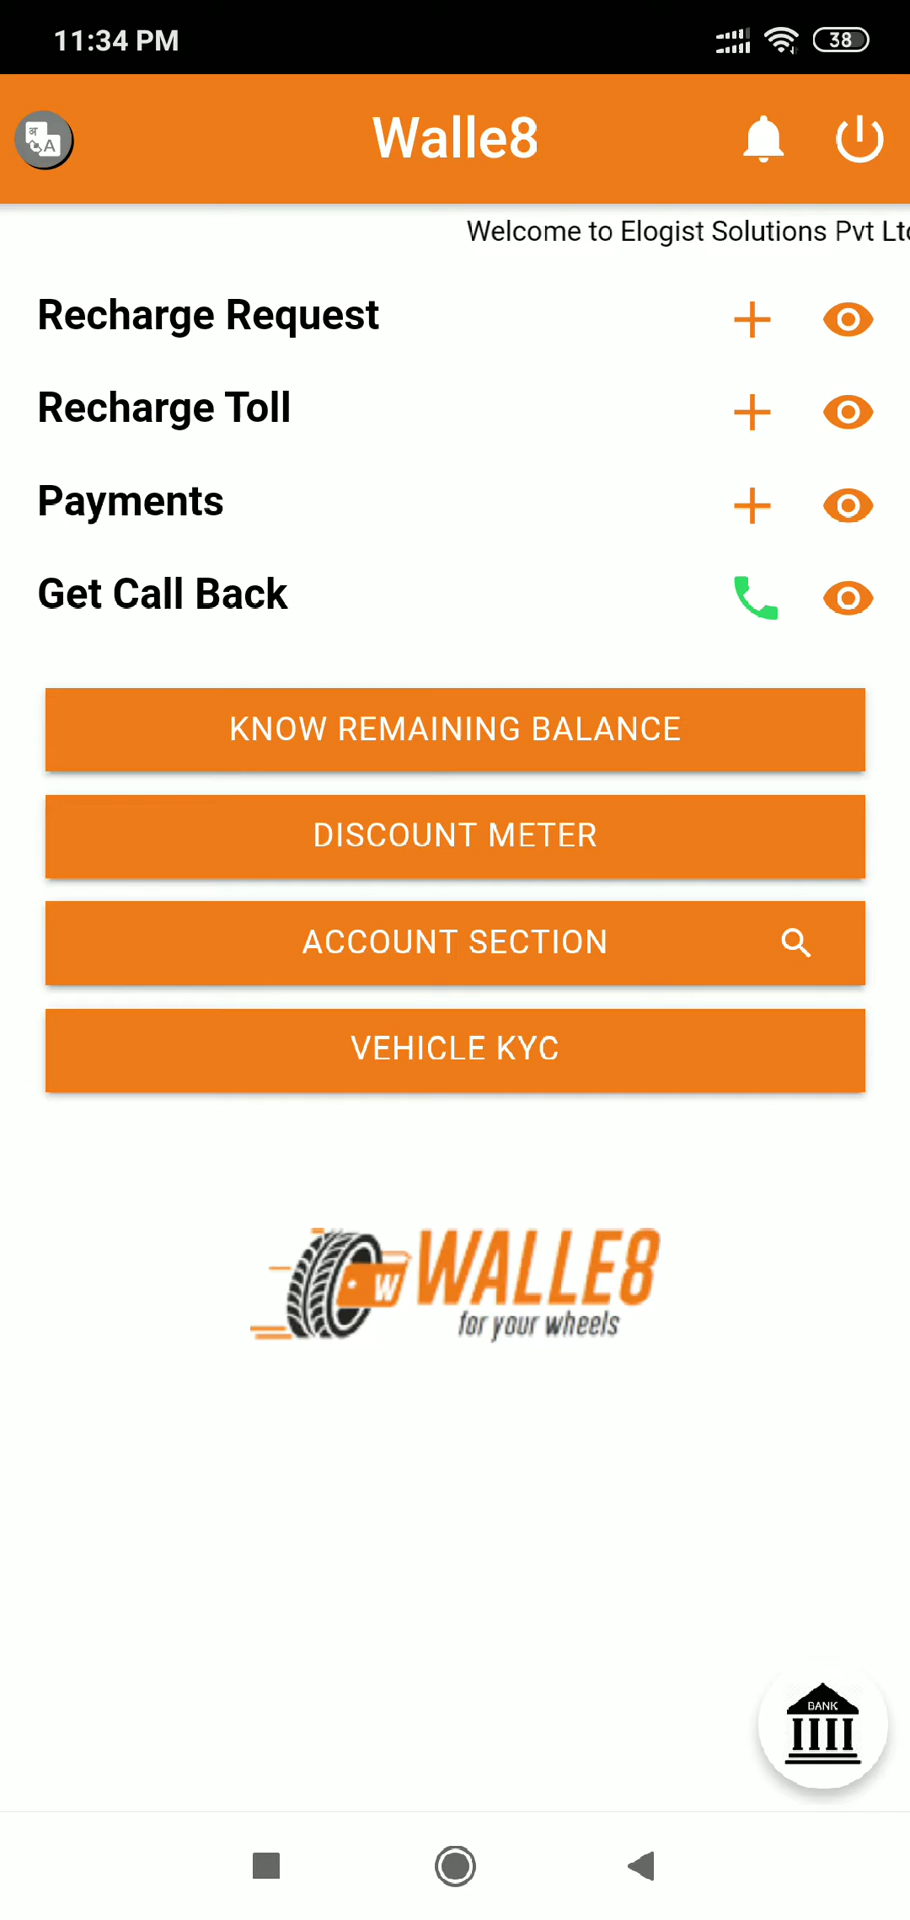 11:34 PM
38
अ
A
Walle8
Welcome to Elogist Solutions Pvt
Recharge Request
Recharge Toll
Payments
Get Call Back
KNOW REMAINING BALANCE
DISCOUNT METER
ACCOUNT SECTION
VEHICLE KYC
W
WALLE8
for your wheels
BANK